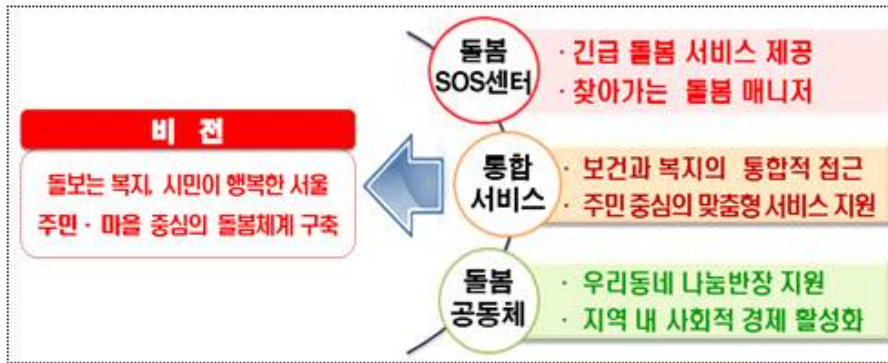 비 전
돌보는 복지, 시민이 행복한 서울
주민 · 마을 중심의 돌봄체계 구축
돌봄
SOS센터
· 긴급 돌봄 서비스 제공
· 찾아가는 돌봄 매니저
통합
서비스
· 보건과 복지의 통합적 접근
· 주민 중심의 맞춤형 서비스 지원
돌봄
공동체
· 우리동네 나눔반장 지원
· 지역 내 사회적 경제 활성화